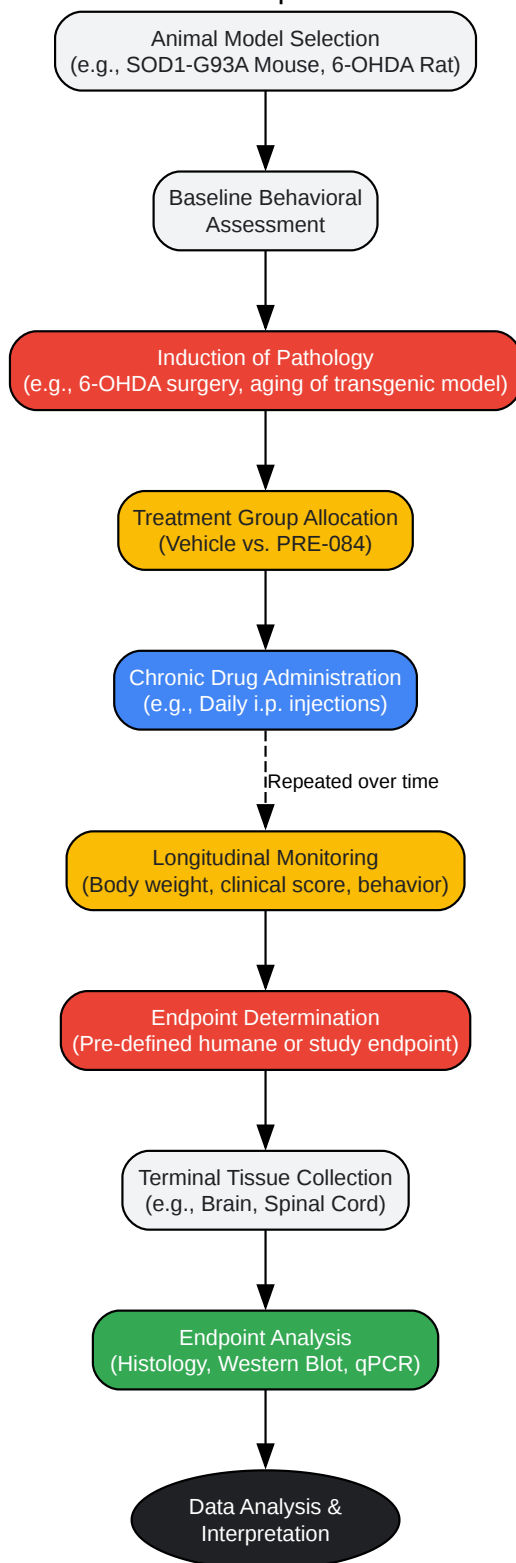 Animal Model Selection
(e.g., SOD1-G93A Mouse, 6-OHDA Rat)
Baseline Behavioral
Assessment
Induction of Pathology
(e.g., 6-OHDA surgery, aging of transgenic model)
Treatment Group Allocation
(Vehicle vs. PRE-084)
Chronic Drug Administration
(e.g., Daily i.p. injections)
Repeated over time
Longitudinal Monitoring
(Body weight, clinical score, behavior)
Endpoint Determination
(Pre-defined humane or study endpoint)
Terminal Tissue Collection
(e.g., Brain, Spinal Cord)
Endpoint Analysis
(Histology, Western Blot, qPCR)
Data Analysis &
Interpretation